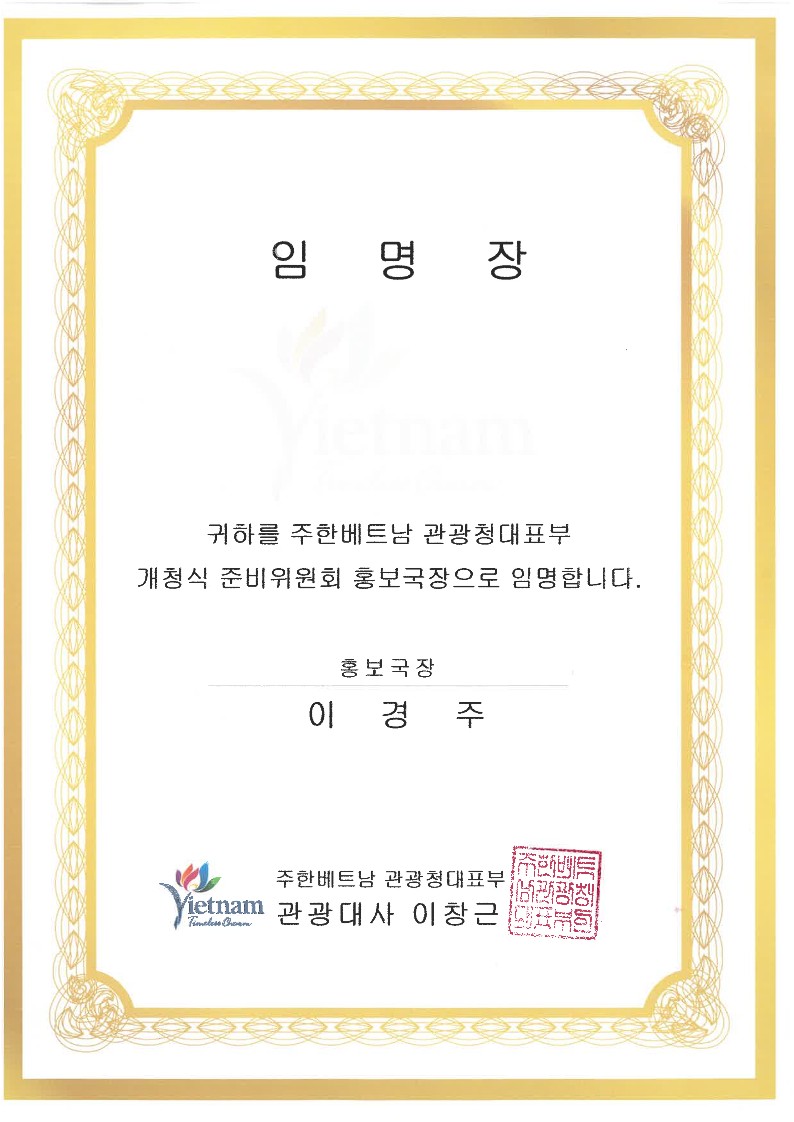 임 명 장
Vietnam
Timeless Charm
귀하를 주한베트남 관광청대표부
개청식 준비위원회 홍보국장으로 임명합니다.
홍보국장
이 경 주
Vietnam
Timeless Charm
주한베트남 관광청대표부
관광대사 이창근